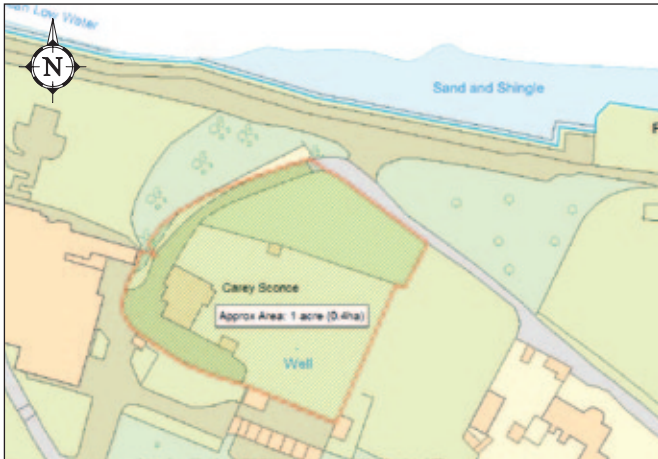 Low Water
N
Sand and Shingle
Carey Sconce
Approx Area: 1 acre (0.4ha)
Well